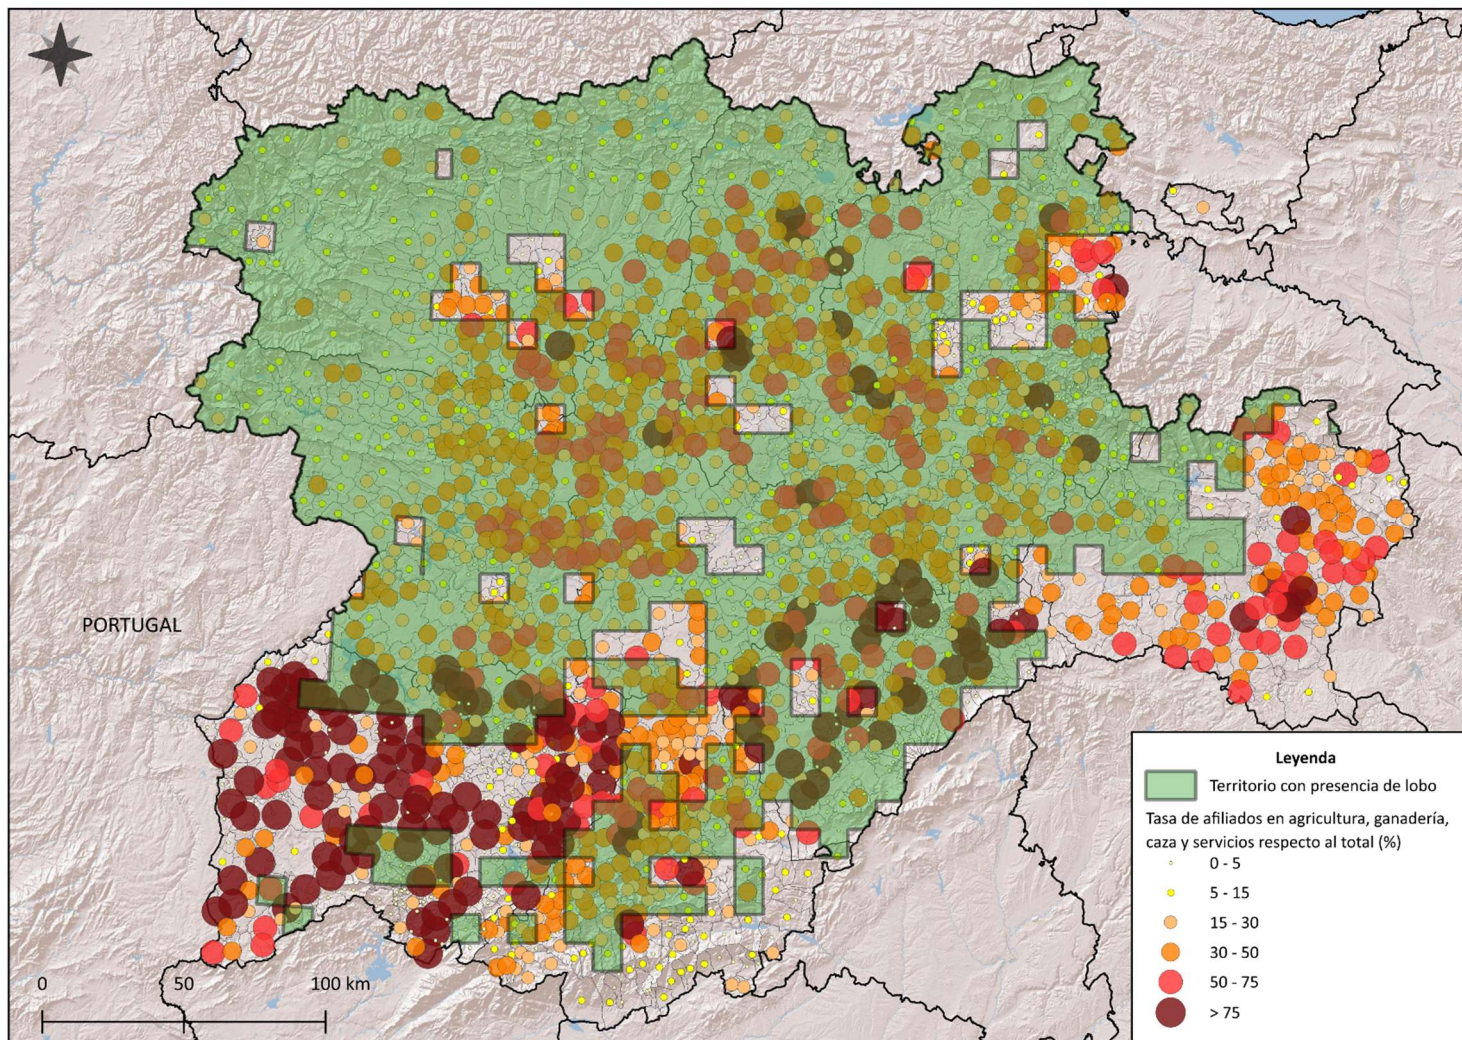 PORTUGAL
0 50 100 km
Leyenda
Territorio con presencia de lobo
Tasa de afiliados en agricultura, ganadería,
caza y servicios respecto al total (%)
0 - 5
5 - 15
15 - 30
30 - 50
50 - 75
> 75